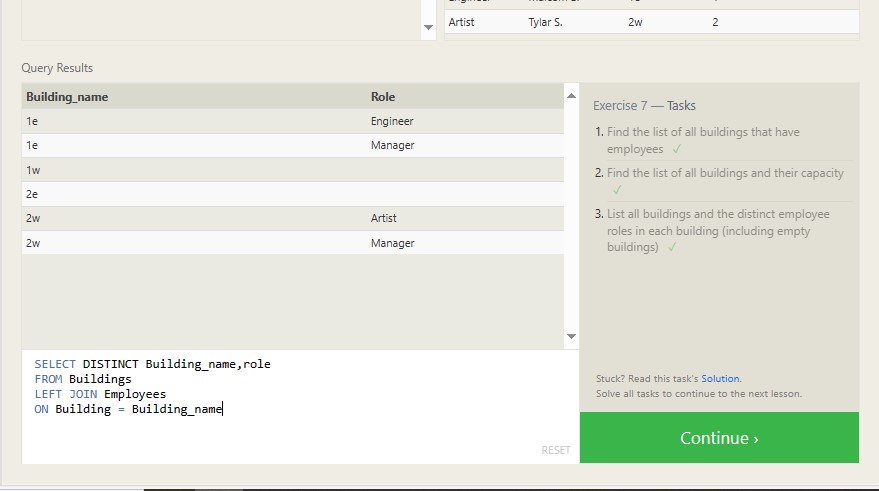 Artist Tylar S. 2w 2
Query Results
Building_name Role
1e Engineer
1e Manager
1w
2e
2w Artist
2w Manager
SELECT DISTINCT Building_name,role
FROM Buildings
LEFT JOIN Employees
ON Building = Building_name
RESET
Exercise 7 — Tasks
1. Find the list of all buildings that have
employees ✓
2. Find the list of all buildings and their capacity
✓
3. List all buildings and the distinct employee
roles in each building (including empty
buildings) ✓
Stuck? Read this task's Solution.
Solve all tasks to continue to the next lesson.
Continue ›